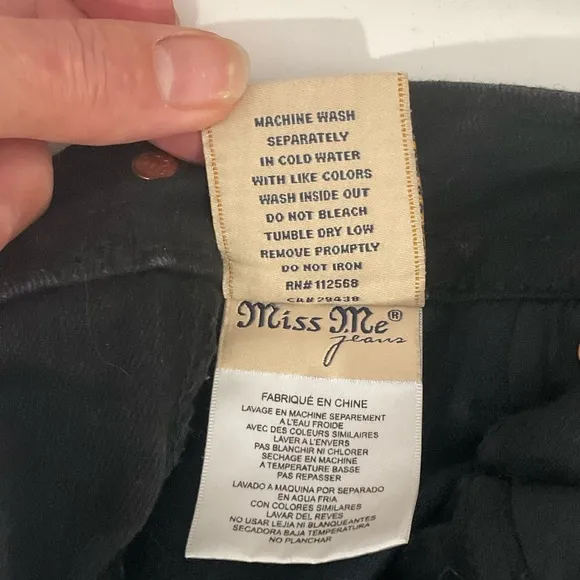 MACHINE WASH
SEPARATELY
IN COLD WATER
WITH LIKE COLORS
WASH INSIDE OUT
DO NOT BLEACH
TUMBLE DRY LOW
REMOVE PROMPTLY
DO NOT IRON
RN# 112568
CA# 29438
Miss Me®
jeans
FABRIQUÉ EN CHINE
LAVAGE EN MACHINE SEPAREMENT
A L'EAU FROIDE
AVEC DES COULEURS SIMILAIRES
LAVER A L'ENVERS
PAS BLANCHIR NI CHLORER
SECHAGE EN MACHINE
A TEMPERATURE BASSE
PAS REPASSER
LAVADO A MAQUINA POR SEPARADO
EN AGUA FRIA
CON COLORES SIMILARES
LAVAR DEL REVES
NO USAR LEJIA NI BLANQUEANTES
SECADORA BAJA TEMPERATURA
NO PLANCHAR